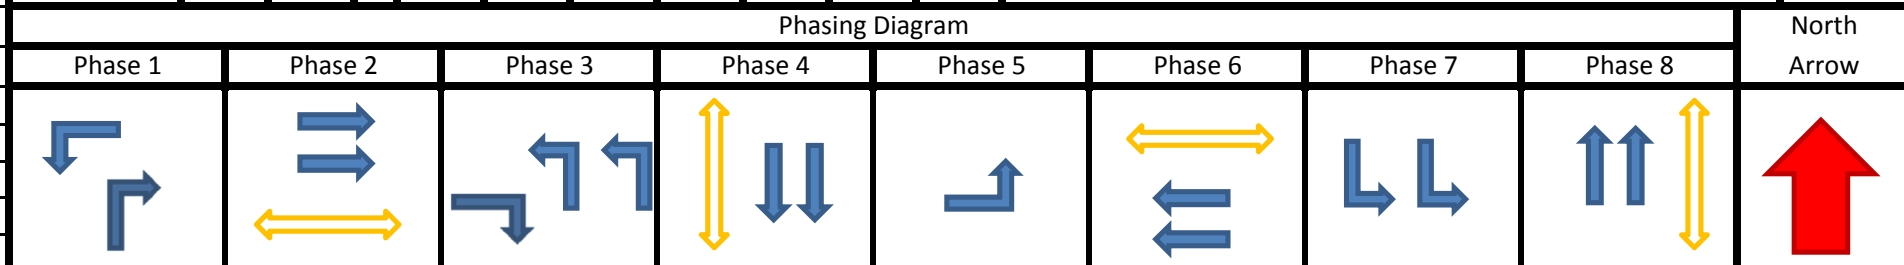 Phasing Diagram
North
Arrow
Phase 1
Phase 2
Phase 3
Phase 4
Phase 5
Phase 6
Phase 7
Phase 8